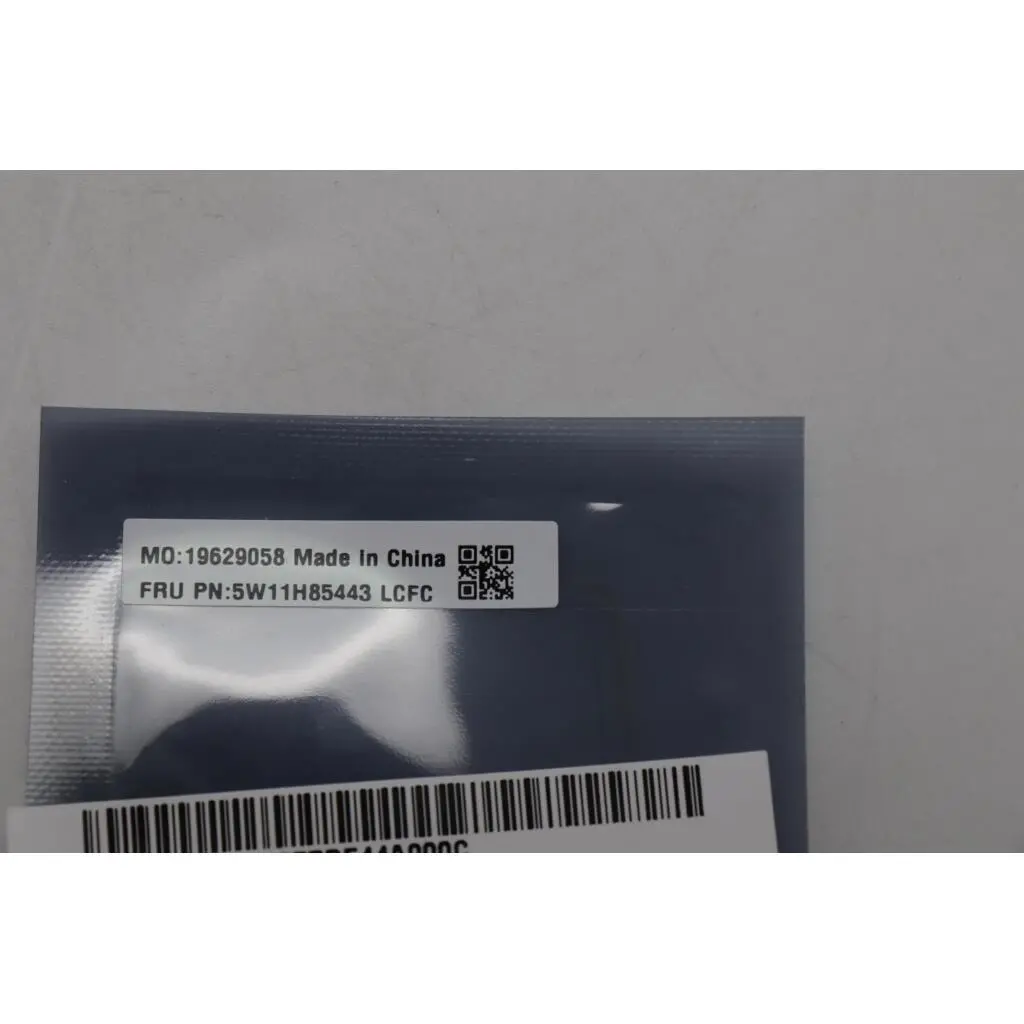 MO:19629058 Made in China
FRU PN:5W11H85443 LCFC